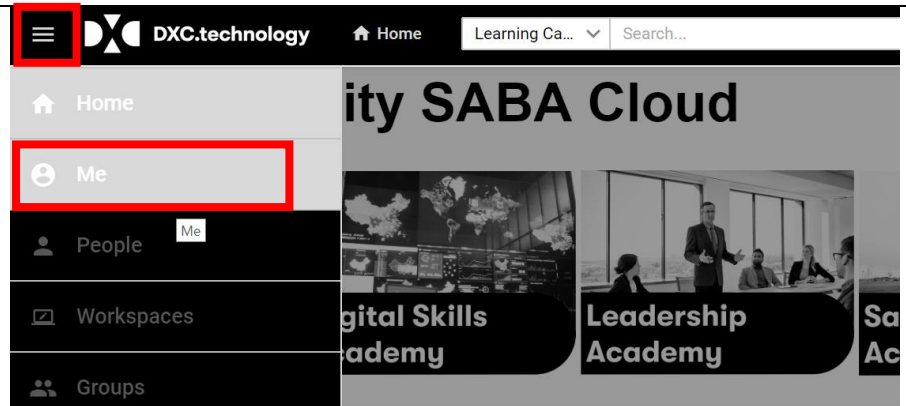 DXC.technology
Home
Learning Ca...
Search...
Home
ity SABA Cloud
Me
Me
People
Workspaces
gital Skills
cademy
Leadership
Academy
Sa
Ac
Groups